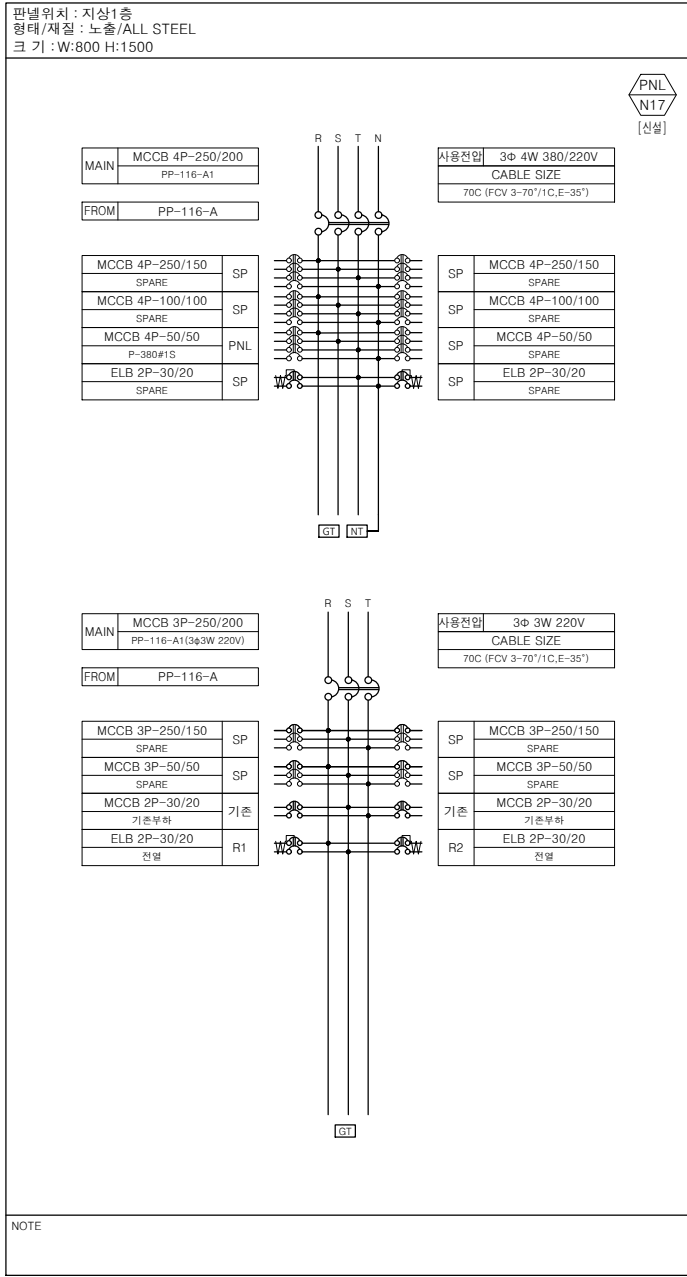 판넬위치 : 지상1층
형태/재질 : 노출/ALL STEEL
크 기 : W:800 H:1500
PNL
N17
[신설]
R S T N
MAIN MCCB 4P-250/200
PP-116-A1
FROM PP-116-A
사용전압 3Φ 4W 380/220V
CABLE SIZE
70C (FCV 3-70°/1C,E-35°)
MCCB 4P-250/150 SP
SPARE
MCCB 4P-100/100 SP
SPARE
MCCB 4P-50/50 PNL
P-380#1S
ELB 2P-30/20 SP
SPARE
SP MCCB 4P-250/150
SPARE
SP MCCB 4P-100/100
SPARE
SP MCCB 4P-50/50
SPARE
SP ELB 2P-30/20
SPARE
GT NT
R S T
MAIN MCCB 3P-250/200
PP-116-A1(3ϕ3W 220V)
FROM PP-116-A
사용전압 3Φ 3W 220V
CABLE SIZE
70C (FCV 3-70°/1C,E-35°)
MCCB 3P-250/150 SP
SPARE
MCCB 3P-50/50 SP
SPARE
MCCB 2P-30/20 기존
기존부하
ELB 2P-30/20 R1
전열
SP MCCB 3P-250/150
SPARE
SP MCCB 3P-50/50
SPARE
기존 MCCB 2P-30/20
기존부하
R2 ELB 2P-30/20
전열
GT
NOTE